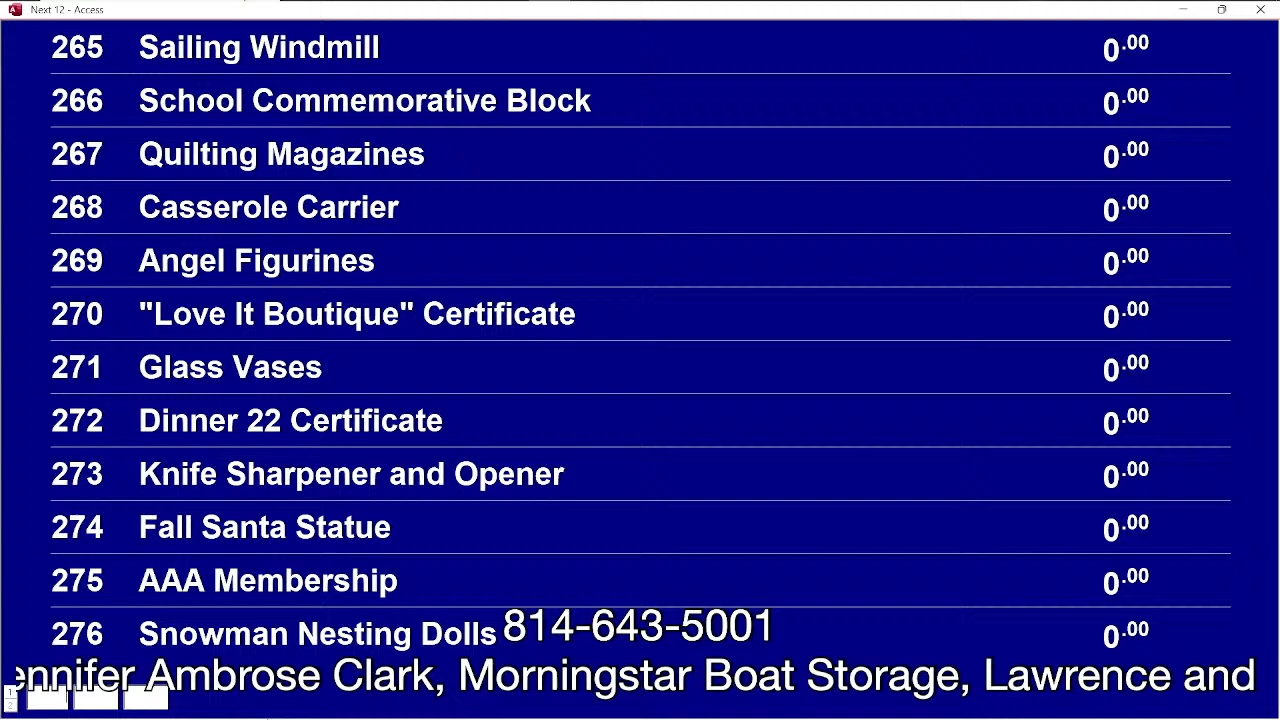 Next 12 - Access
265 Sailing Windmill 0.00
266 School Commemorative Block 0.00
267 Quilting Magazines 0.00
268 Casserole Carrier 0.00
269 Angel Figurines 0.00
270 "Love It Boutique" Certificate 0.00
271 Glass Vases 0.00
272 Dinner 22 Certificate 0.00
273 Knife Sharpener and Opener 0.00
274 Fall Santa Statue 0.00
275 AAA Membership 0.00
276 Snowman Nesting Dolls 0.00
814-643-5001
ennifer Ambrose Clark, Morningstar Boat Storage, Lawrence and
1
2